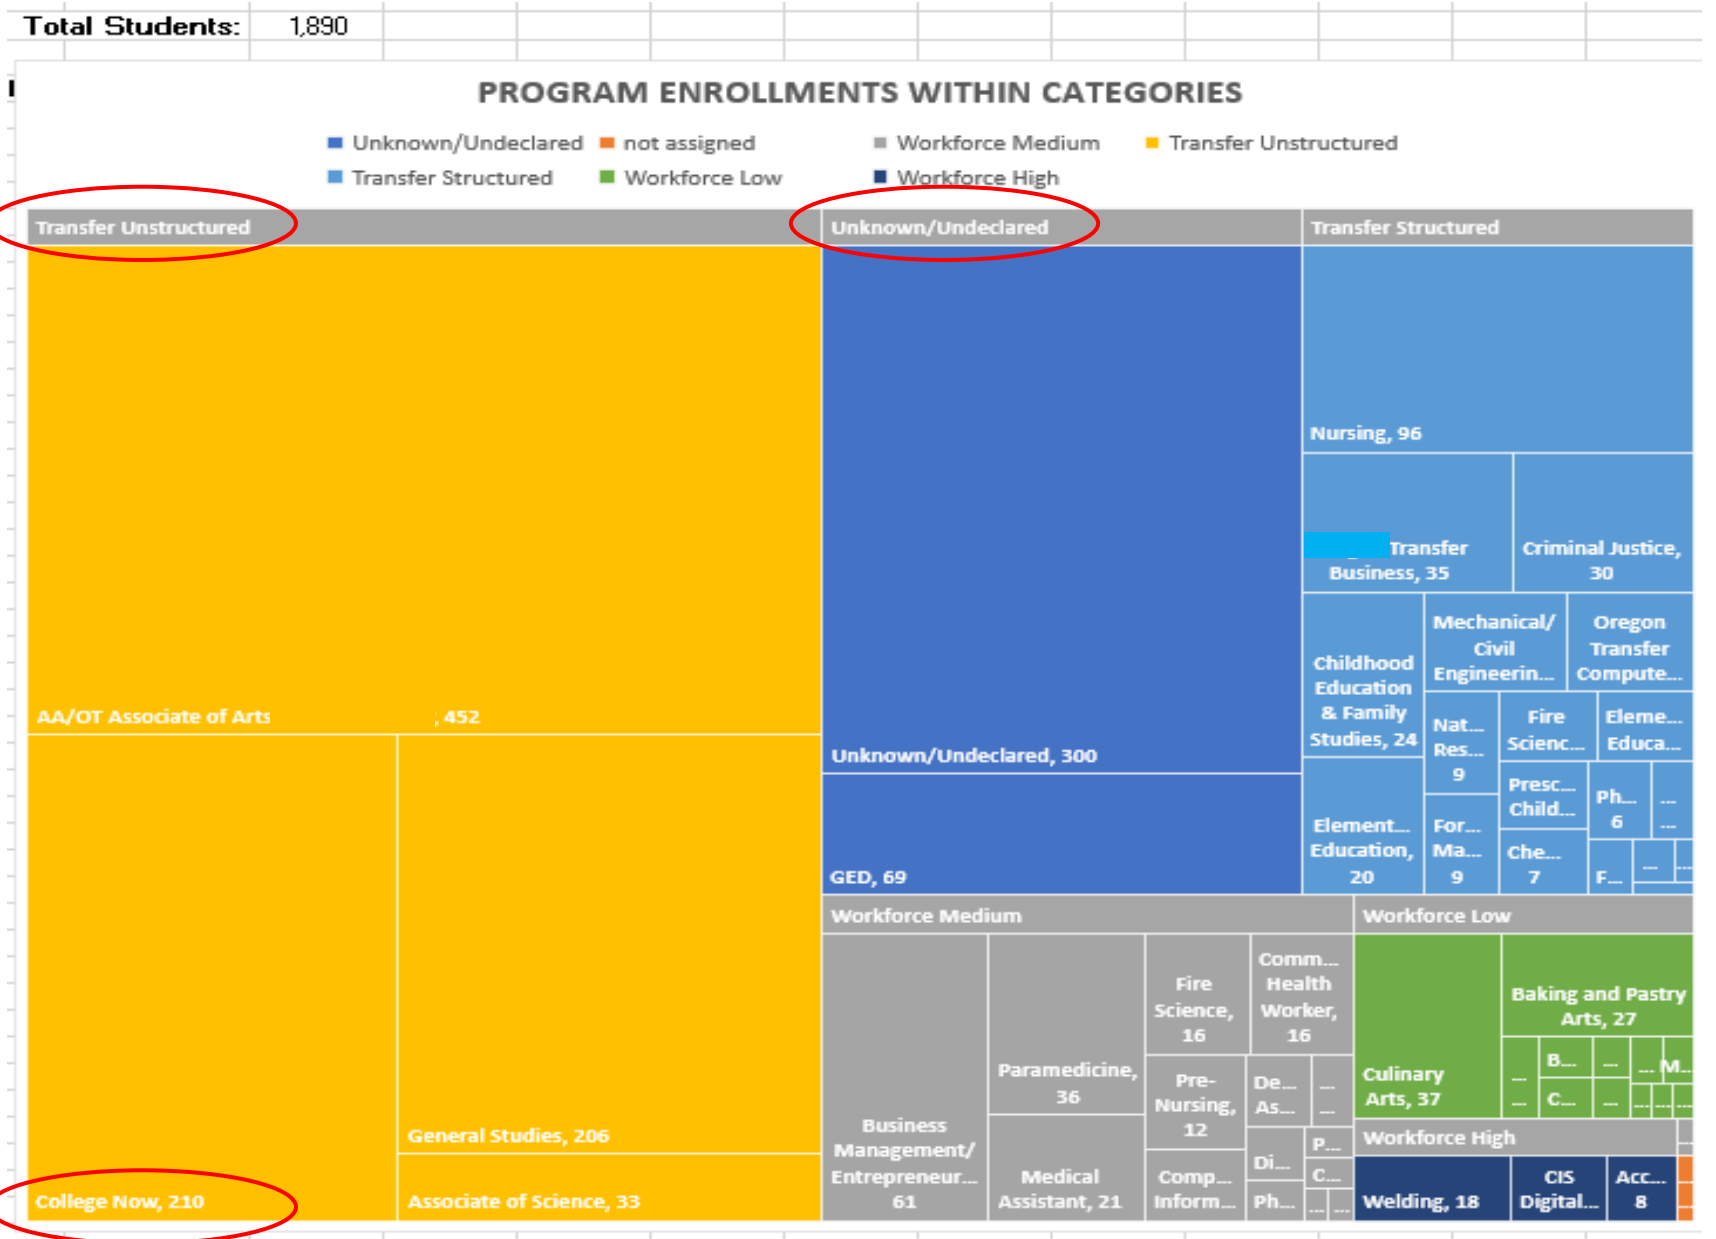 Total Students: 1,890
PROGRAM ENROLLMENTS WITHIN CATEGORIES
Unknown/Undeclared not assigned Workforce Medium Transfer Unstructured
Transfer Structured Workforce Low Workforce High
Transfer Unstructured
AA/OT Associate of Arts , 452
College Now, 210
General Studies, 206
Associate of Science, 33
Unknown/Undeclared
Unknown/Undeclared, 300
GED, 69
Transfer Structured
Nursing, 96
Transfer
Business, 35
Criminal Justice,
30
Childhood
Education
& Family
Studies, 24
Element...
Education,
20
Mechanical/
Civil
Engineerin...
Oregon
Transfer
Compute...
Nat...
Res...
9
For...
Ma...
9
Fire
Scienc...
Eleme...
Educa...
Presc...
Child...
Che...
7
Ph...
6
...
...
F...
...
...
Workforce Medium
Business
Management/
Entrepreneur...
61
Paramedicine,
36
Medical
Assistant, 21
Fire
Science,
16
Comm...
Health
Worker,
16
Pre-
Nursing,
12
Comp...
Inform...
De...
As...
...
...
Di...
Ph...
P...
C...
...
...
Workforce Low
Culinary
Arts, 37
Baking and Pastry
Arts, 27
...
...
B...
C...
...
...
...
M...
...
...
...
Workforce High
Welding, 18
CIS
Digital...
Acc...
8
...
...
...